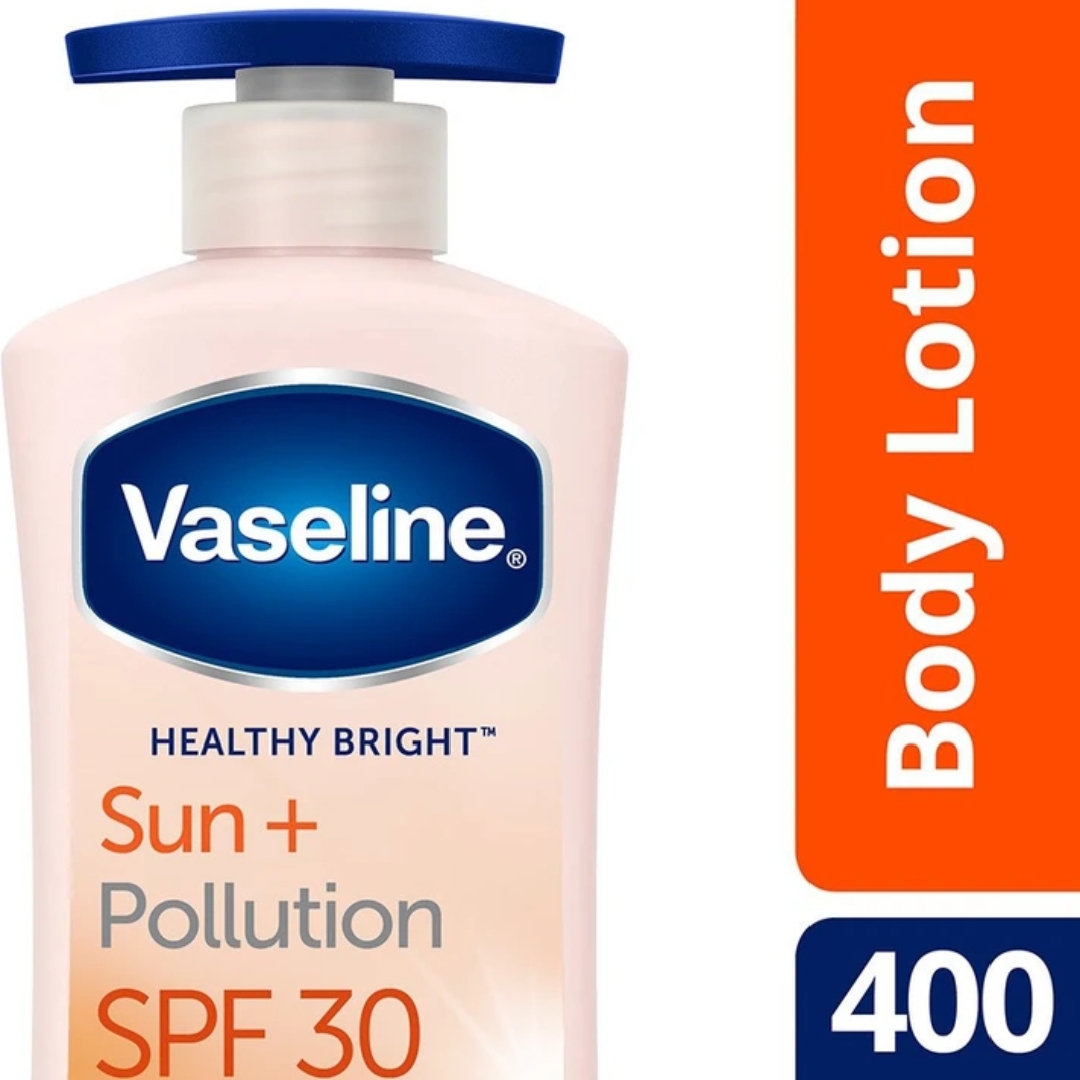 Vaseline®
HEALTHY BRIGHT™
Sun +
Pollution
SPF 30
Body Lotion
400